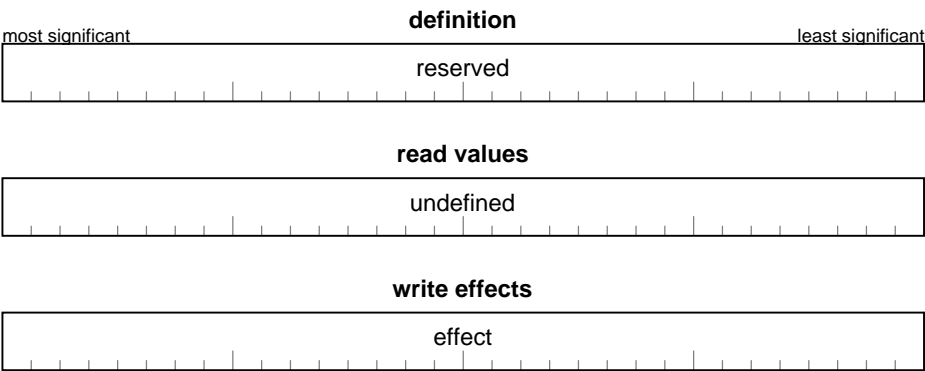 definition
most significant least significant
reserved
read values
undefined
write effects
effect